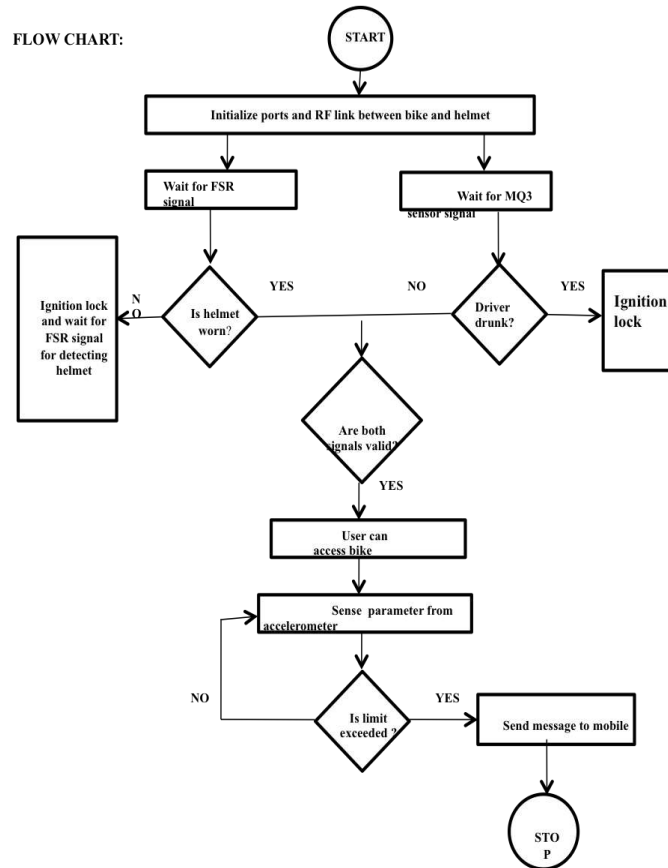 FLOW CHART:
START
Initialize ports and RF link between bike and helmet
Wait for FSR
signal
Wait for MQ3
sensor signal
Ignition lock
and wait for
FSR signal
for detecting
helmet
N
O
Is helmet
worn?
YES
NO
Driver
drunk?
YES
Ignition
lock
Are both
signals valid?
YES
User can
access bike
Sense parameter from
accelerometer
NO
Is limit
exceeded ?
YES
Send message to mobile
STO
P